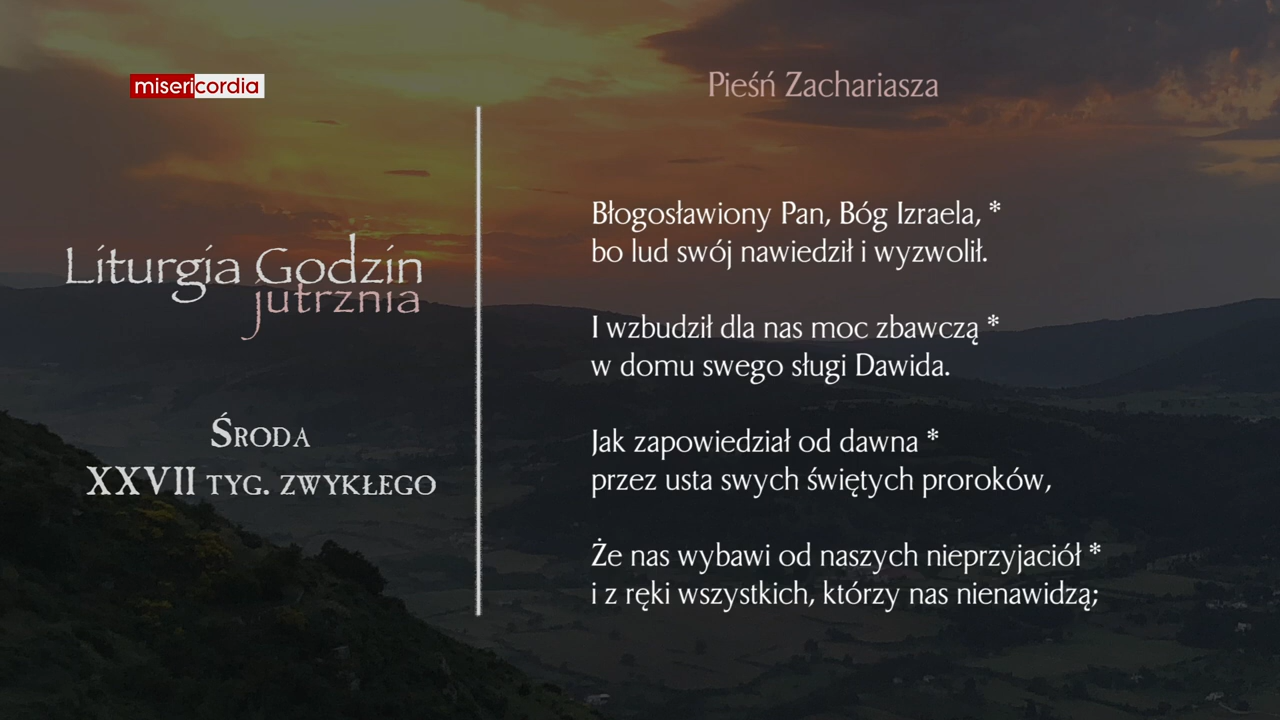 misericordia
Liturgia Godzin
jutrznia
Środa
XXVII tyg. zwykłego
Pieśń Zachariasza
Błogosławiony Pan, Bóg Izraela, *
bo lud swój nawiedził i wyzwolił.
I wzbudził dla nas moc zbawczą *
w domu swego sługi Dawida.
Jak zapowiedział od dawna *
przez usta swych świętych proroków,
Że nas wybawi od naszych nieprzyjaciół *
i z ręki wszystkich, którzy nas nienawidzą;